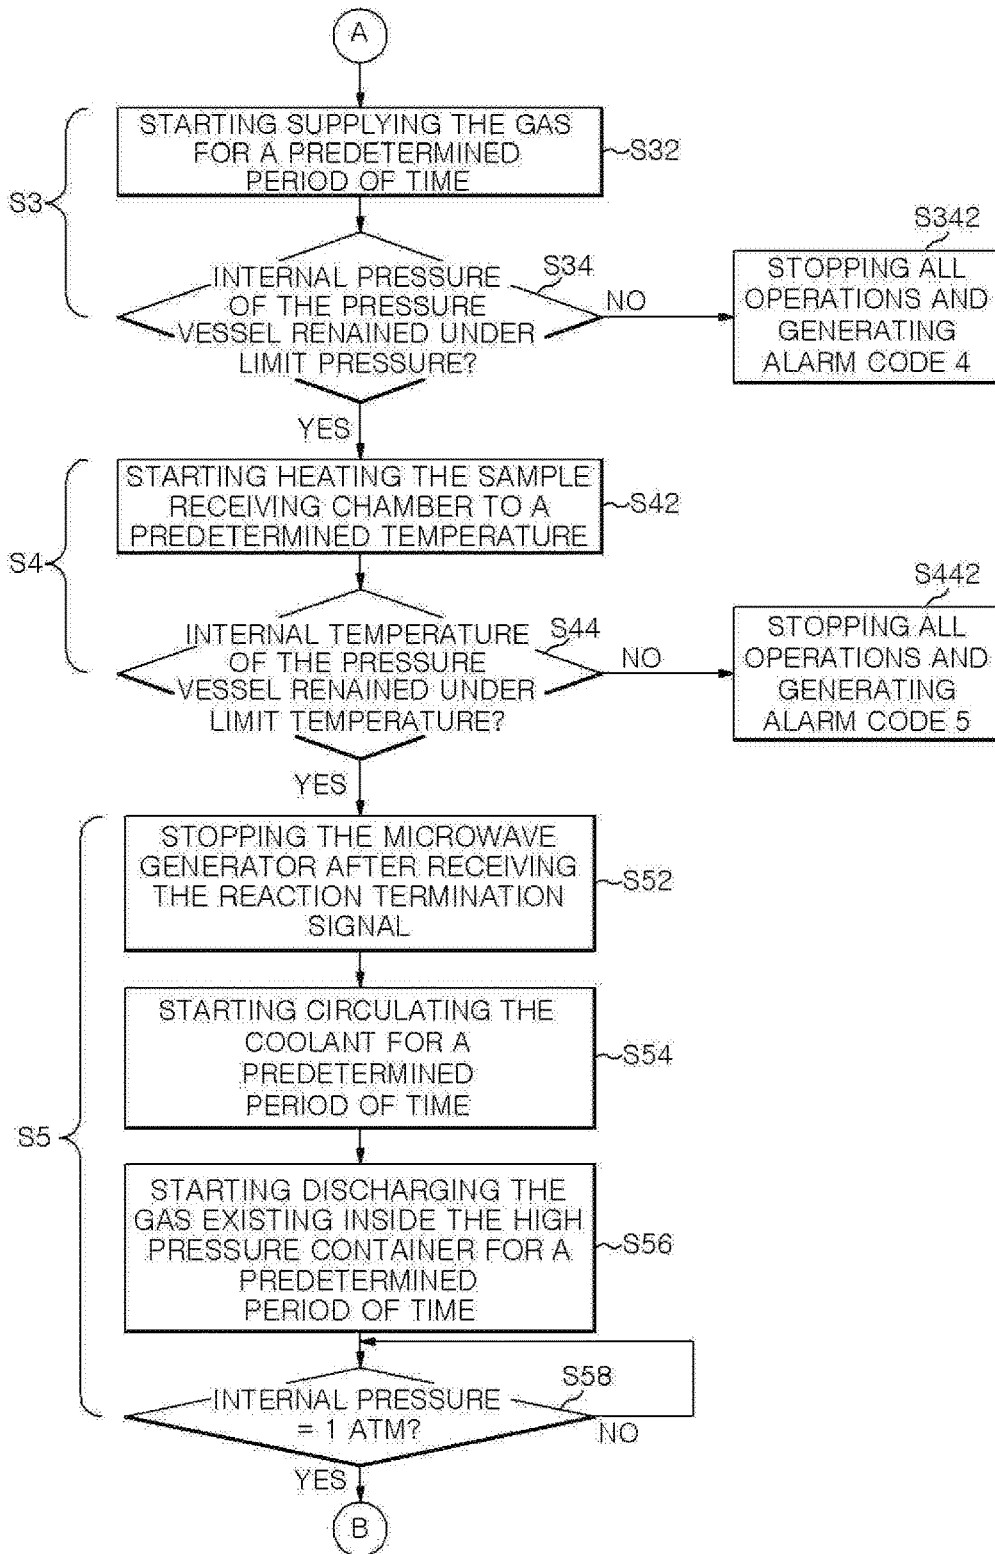 A
STARTING SUPPLYING THE GAS
FOR A PREDETERMINED
PERIOD OF TIME
S32
S3
INTERNAL PRESSURE
OF THE PRESSURE
VESSEL RENAINED UNDER
LIMIT PRESSURE?
S34
NO
S342
STOPPING ALL
OPERATIONS AND
GENERATING
ALARM CODE 4
YES
STARTING HEATING THE SAMPLE
RECEIVING CHAMBER TO A
PREDETERMINED TEMPERATURE
S42
S4
INTERNAL TEMPERATURE
OF THE PRESSURE
VESSEL RENAINED UNDER
LIMIT TEMPERATURE?
S44
NO
S442
STOPPING ALL
OPERATIONS AND
GENERATING
ALARM CODE 5
YES
STOPPING THE MICROWAVE
GENERATOR AFTER RECEIVING
THE REACTION TERMINATION
SIGNAL
S52
STARTING CIRCULATING THE
COOLANT FOR A
PREDETERMINED
PERIOD OF TIME
S54
S5
STARTING DISCHARGING THE
GAS EXISTING INSIDE THE HIGH
PRESSURE CONTAINER FOR A
PREDETERMINED
PERIOD OF TIME
S56
INTERNAL PRESSURE
= 1 ATM?
S58
NO
YES
B